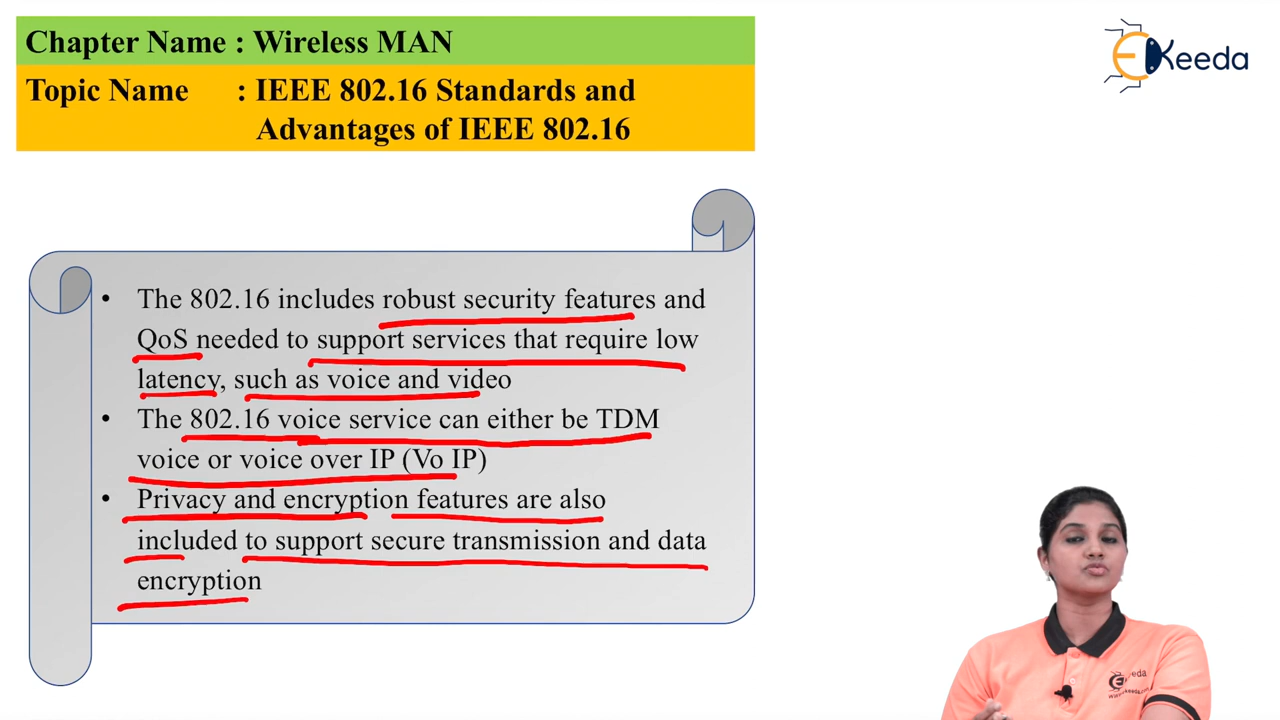 Chapter Name : Wireless MAN
Topic Name : IEEE 802.16 Standards and
Advantages of IEEE 802.16
EKeeda
• The 802.16 includes robust security features and
QoS needed to support services that require low
latency, such as voice and video
• The 802.16 voice service can either be TDM
voice or voice over IP (Vo IP)
• Privacy and encryption features are also
included to support secure transmission and data
encryption